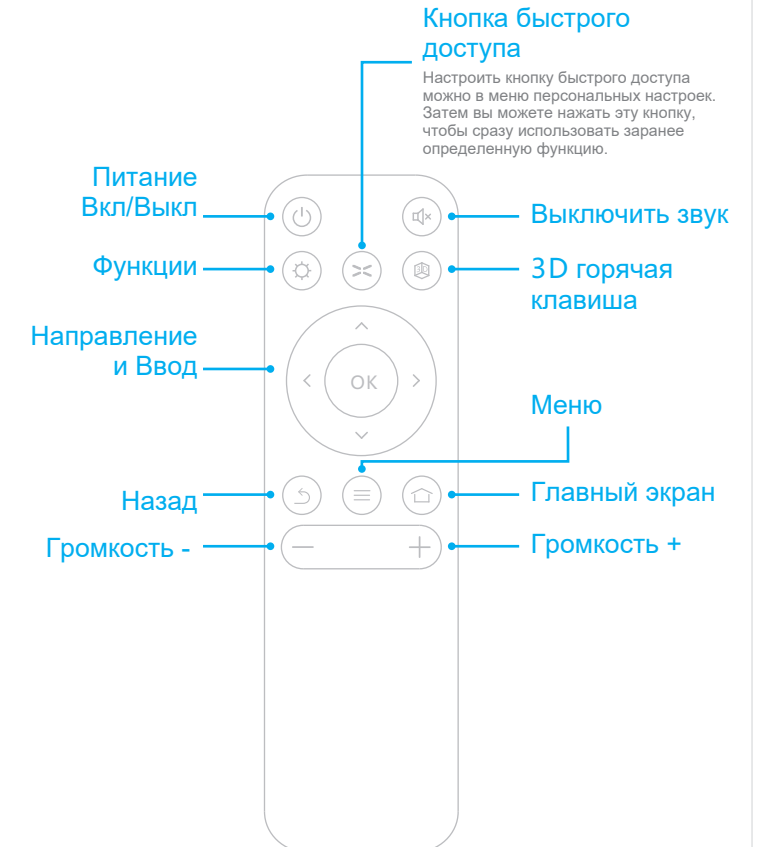 Кнопка быстрого
доступа
Настроить кнопку быстрого доступа
можно в меню персональных настроек.
Затем вы можете нажать эту кнопку,
чтобы сразу использовать заранее
определенную функцию.
Питание
Вкл/Выкл
Выключить звук
Функции
3D горячая
клавиша
3D
Направление
и Ввод
OK
Меню
Назад
Главный экран
Громкость -
Громкость +